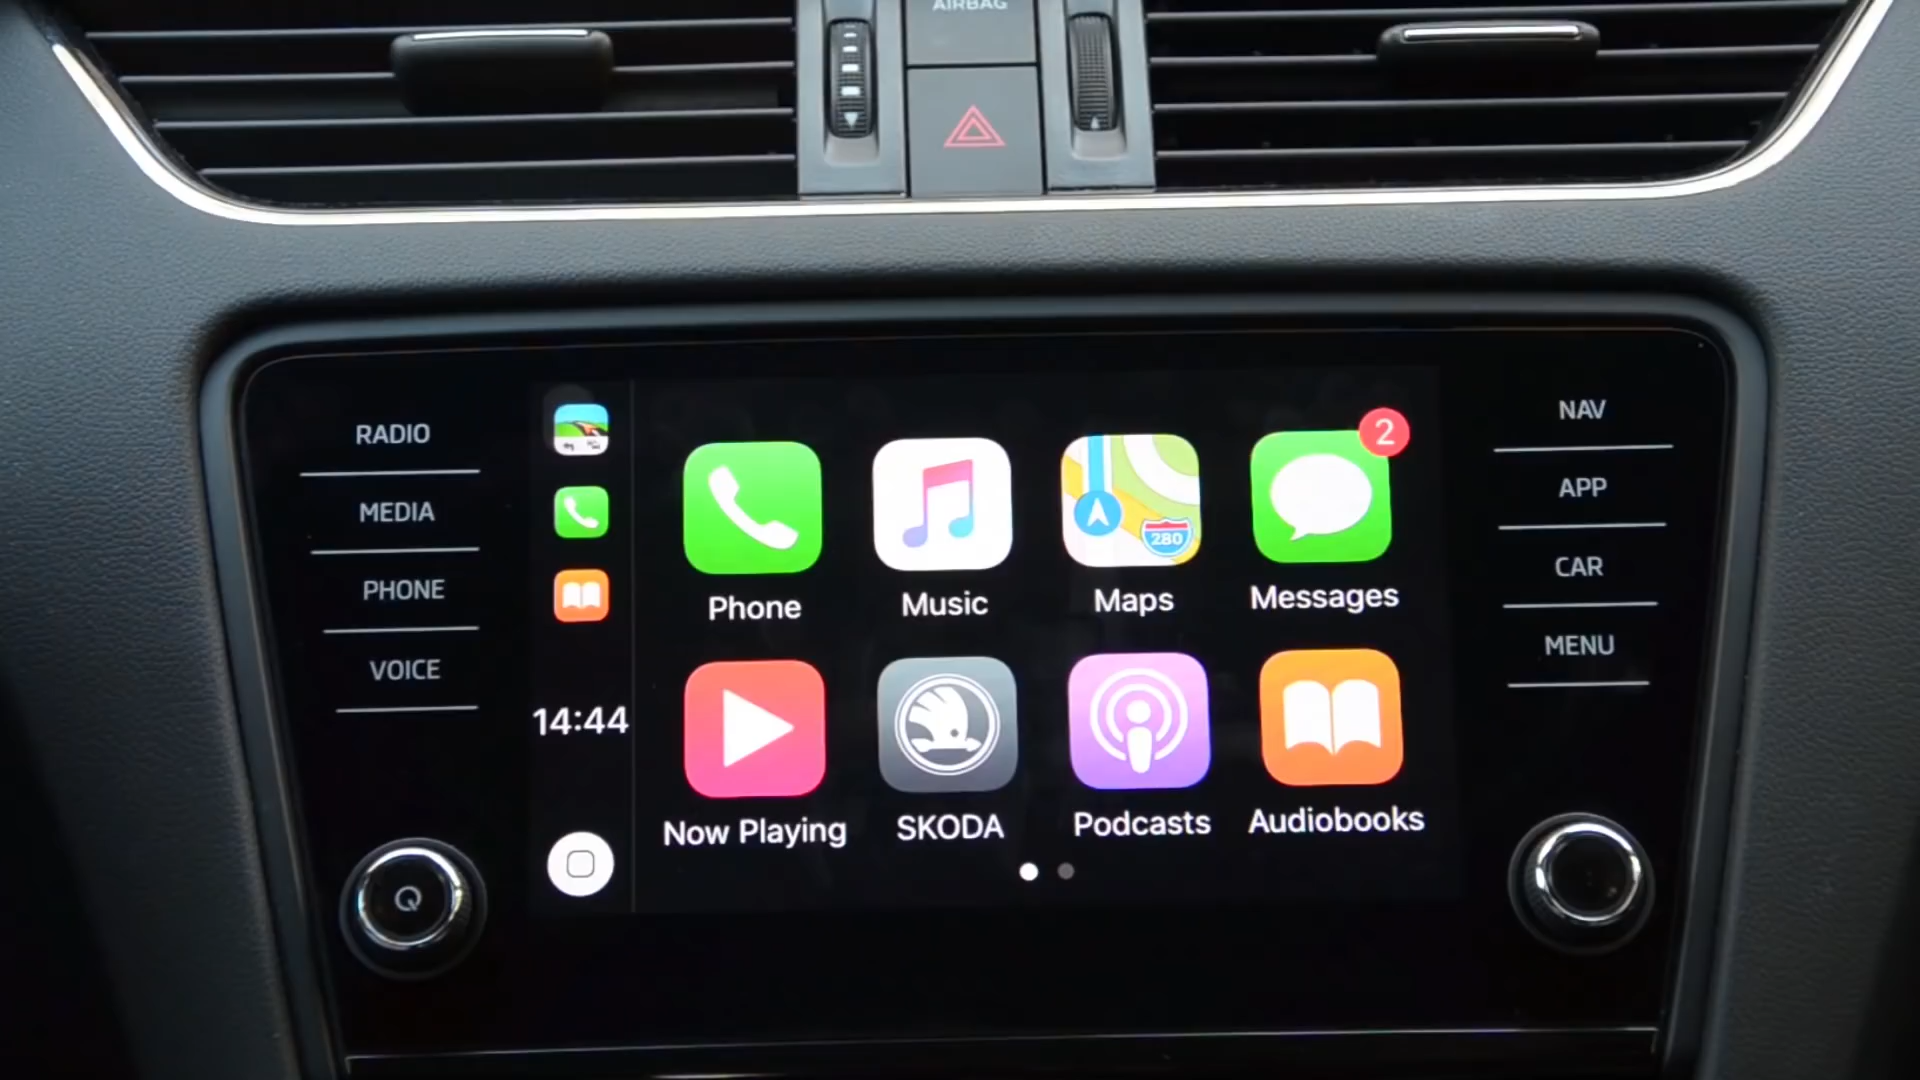 AIRBAG
RADIO
MEDIA
PHONE
VOICE
14:44
280
2
Phone
Music
Maps
Messages
Now Playing
SKODA
Podcasts
Audiobooks
NAV
APP
CAR
MENU